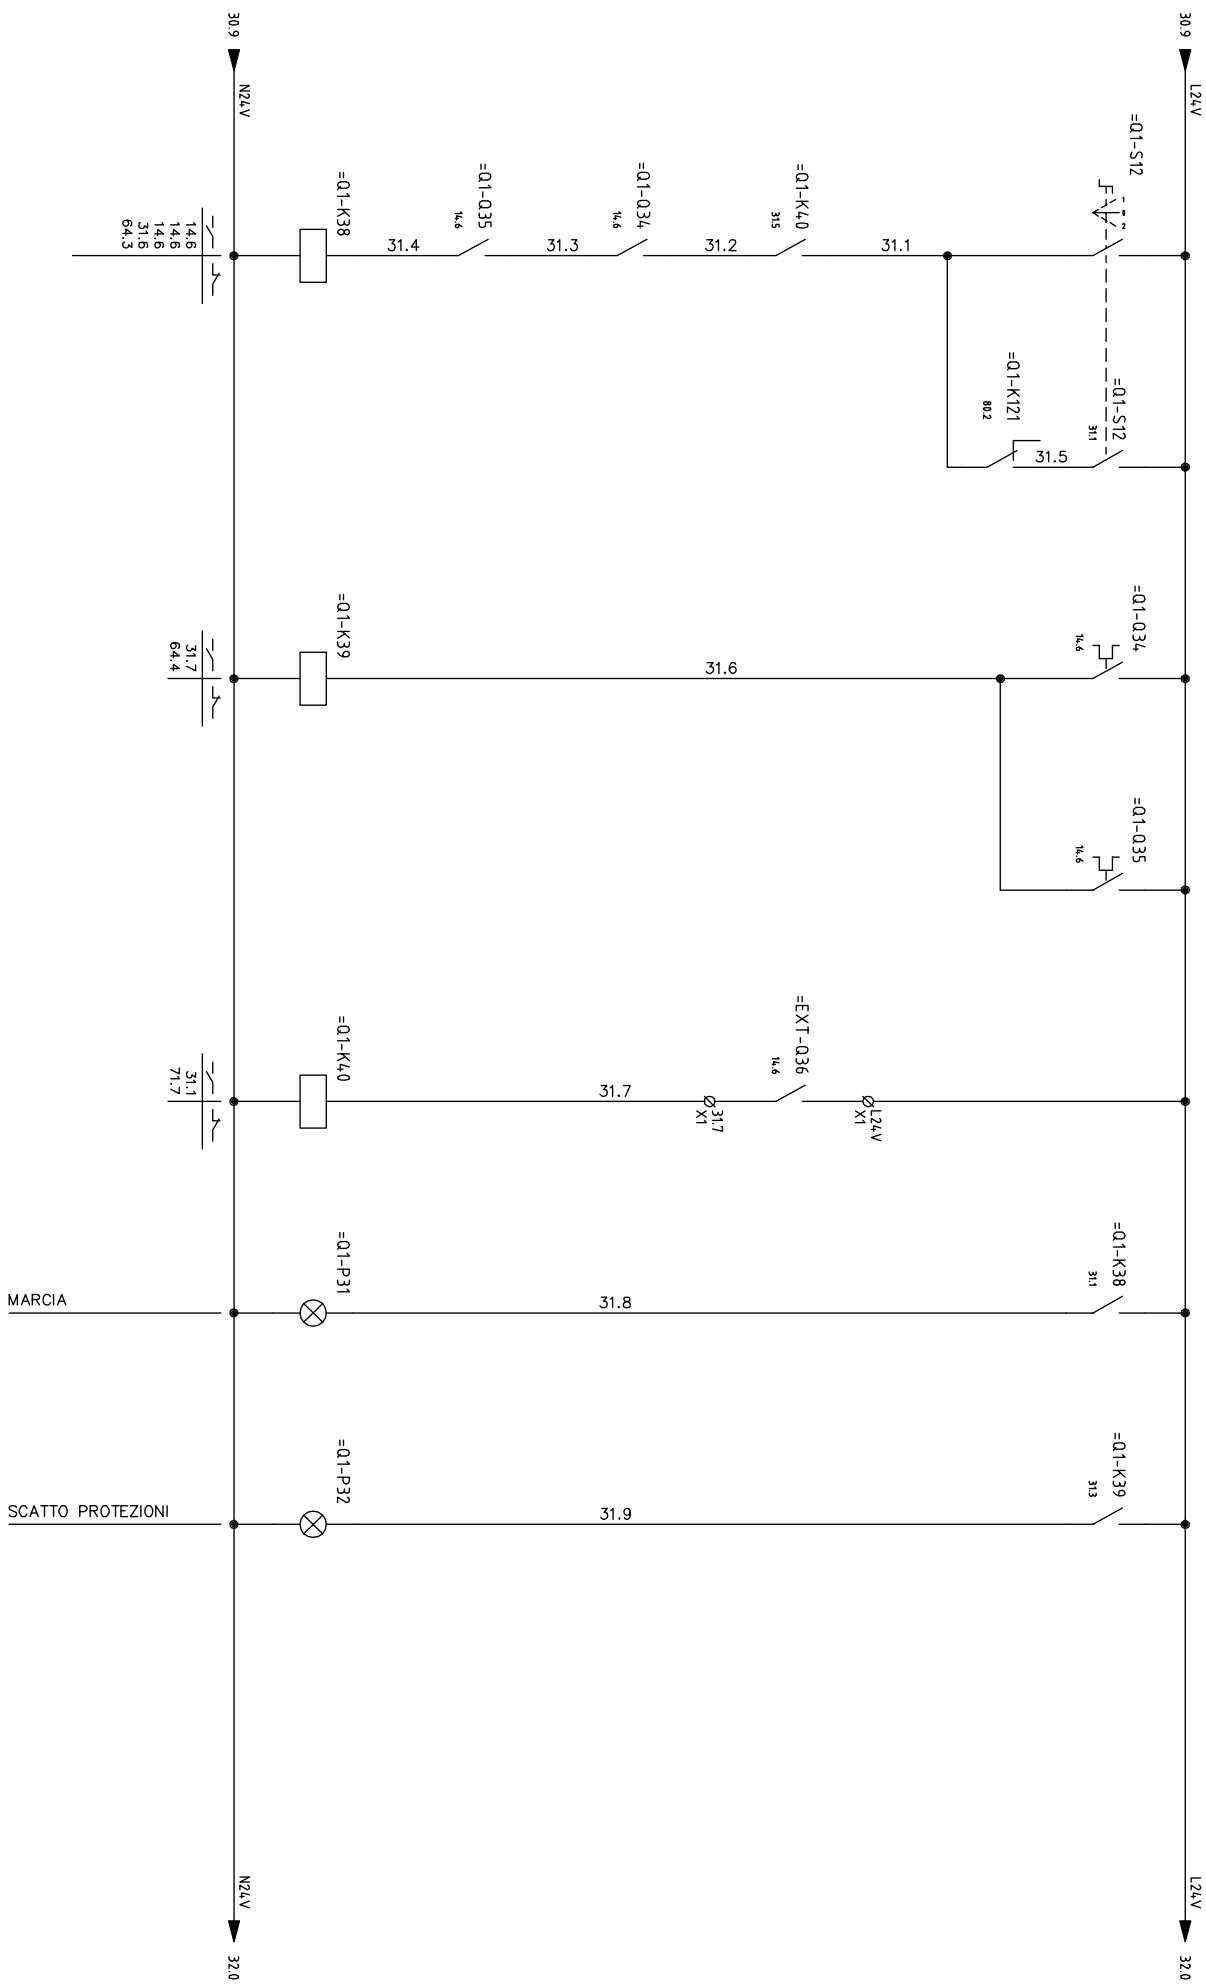 30.9
L24V
L24V
32.0
=Q1-S12
1
0
2
=Q1-S12
31.1
31.5
=Q1-K121
80.2
31.1
=Q1-K40
31.5
31.2
=Q1-Q34
14.6
31.3
=Q1-Q35
14.6
31.4
=Q1-K38
=Q1-Q34
14.6
=Q1-Q35
14.6
31.6
=Q1-K39
L24V
X1
=EXT-Q36
14.6
31.7
X1
31.7
=Q1-K40
=Q1-K38
31.1
31.8
=Q1-P31
=Q1-K39
31.3
31.9
=Q1-P32
30.9
N24V
N24V
32.0
14.6
14.6
14.6
31.6
64.3
31.7
64.4
31.1
71.7
MARCIA
SCATTO PROTEZIONI